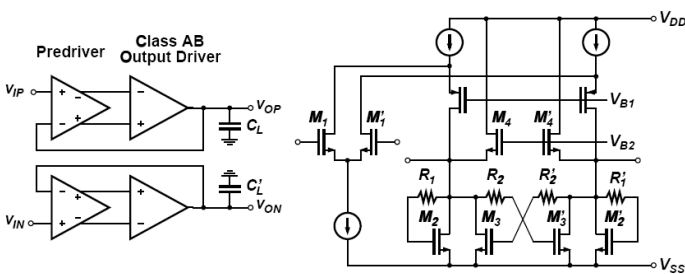 Predriver
Class AB
Output Driver
V_IP
+
−
−
+
−
+
V_OP
C_L
C'_L
V_ON
−
+
+
−
+
−
V_IN
V_DD
V_B1
M_1
M'_1
M_4
M'_4
V_B2
R_1
R_2
R'_2
R'_1
M_2
M_3
M'_3
M'_2
V_SS